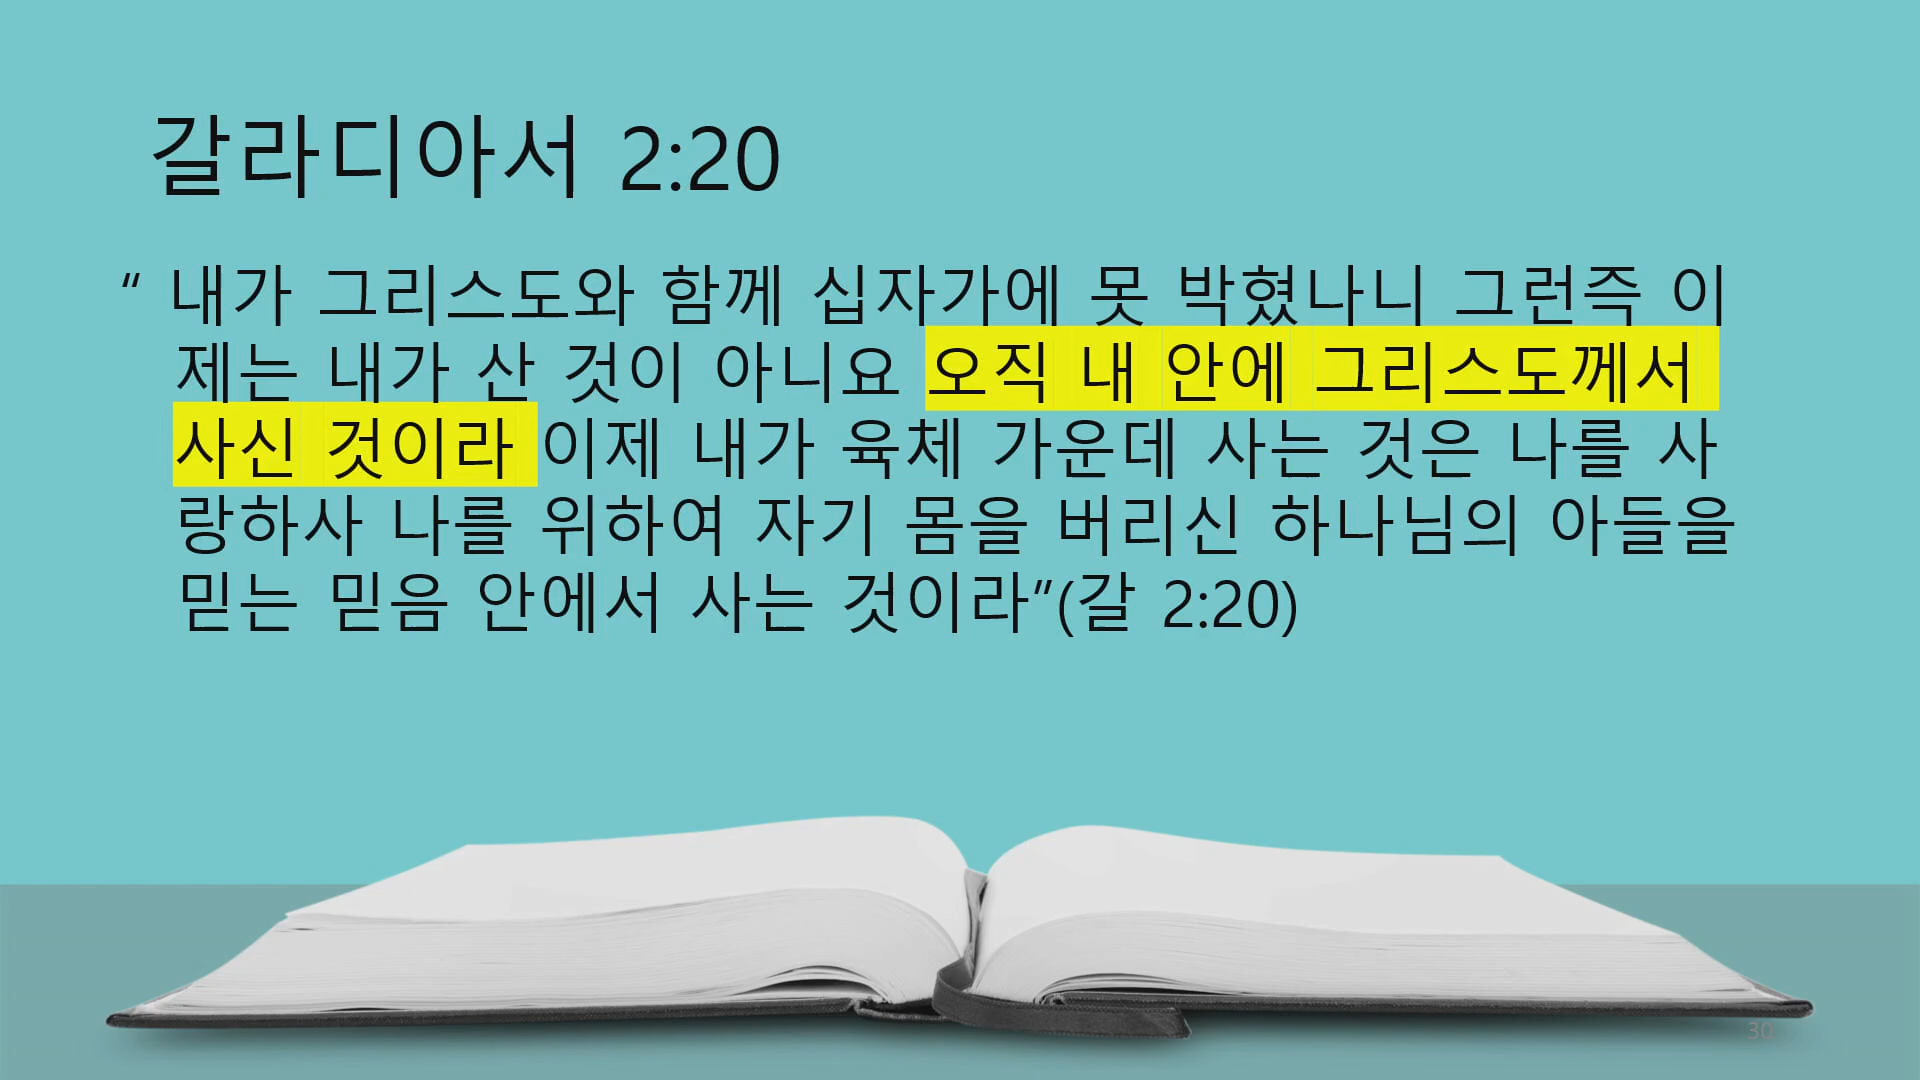 갈라디아서 2:20
“ 내가 그리스도와 함께 십자가에 못 박혔나니 그런즉 이
제는 내가 산 것이 아니요 오직 내 안에 그리스도께서
사신 것이라 이제 내가 육체 가운데 사는 것은 나를 사
랑하사 나를 위하여 자기 몸을 버리신 하나님의 아들을
믿는 믿음 안에서 사는 것이라”(갈 2:20)
30